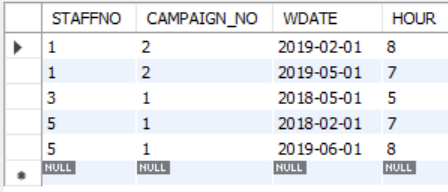 STAFFNO CAMPAIGN_NO WDATE HOUR
1 2 2019-02-01 8
1 2 2019-05-01 7
3 1 2018-05-01 5
5 1 2018-02-01 7
5 1 2019-06-01 8
NULL NULL NULL NULL